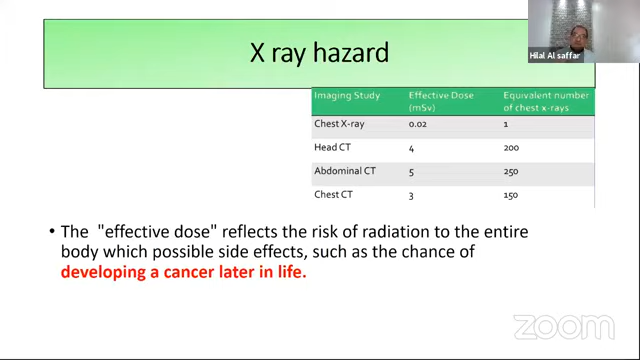 X ray hazard
Hilal Al saffar
Imaging Study Effective Dose (mSv) Equivalent number of chest x-rays
Chest X-ray 0.02 1
Head CT 4 200
Abdominal CT 5 250
Chest CT 3 150
• The "effective dose" reflects the risk of radiation to the entire
body which possible side effects, such as the chance of
developing a cancer later in life.
zoom